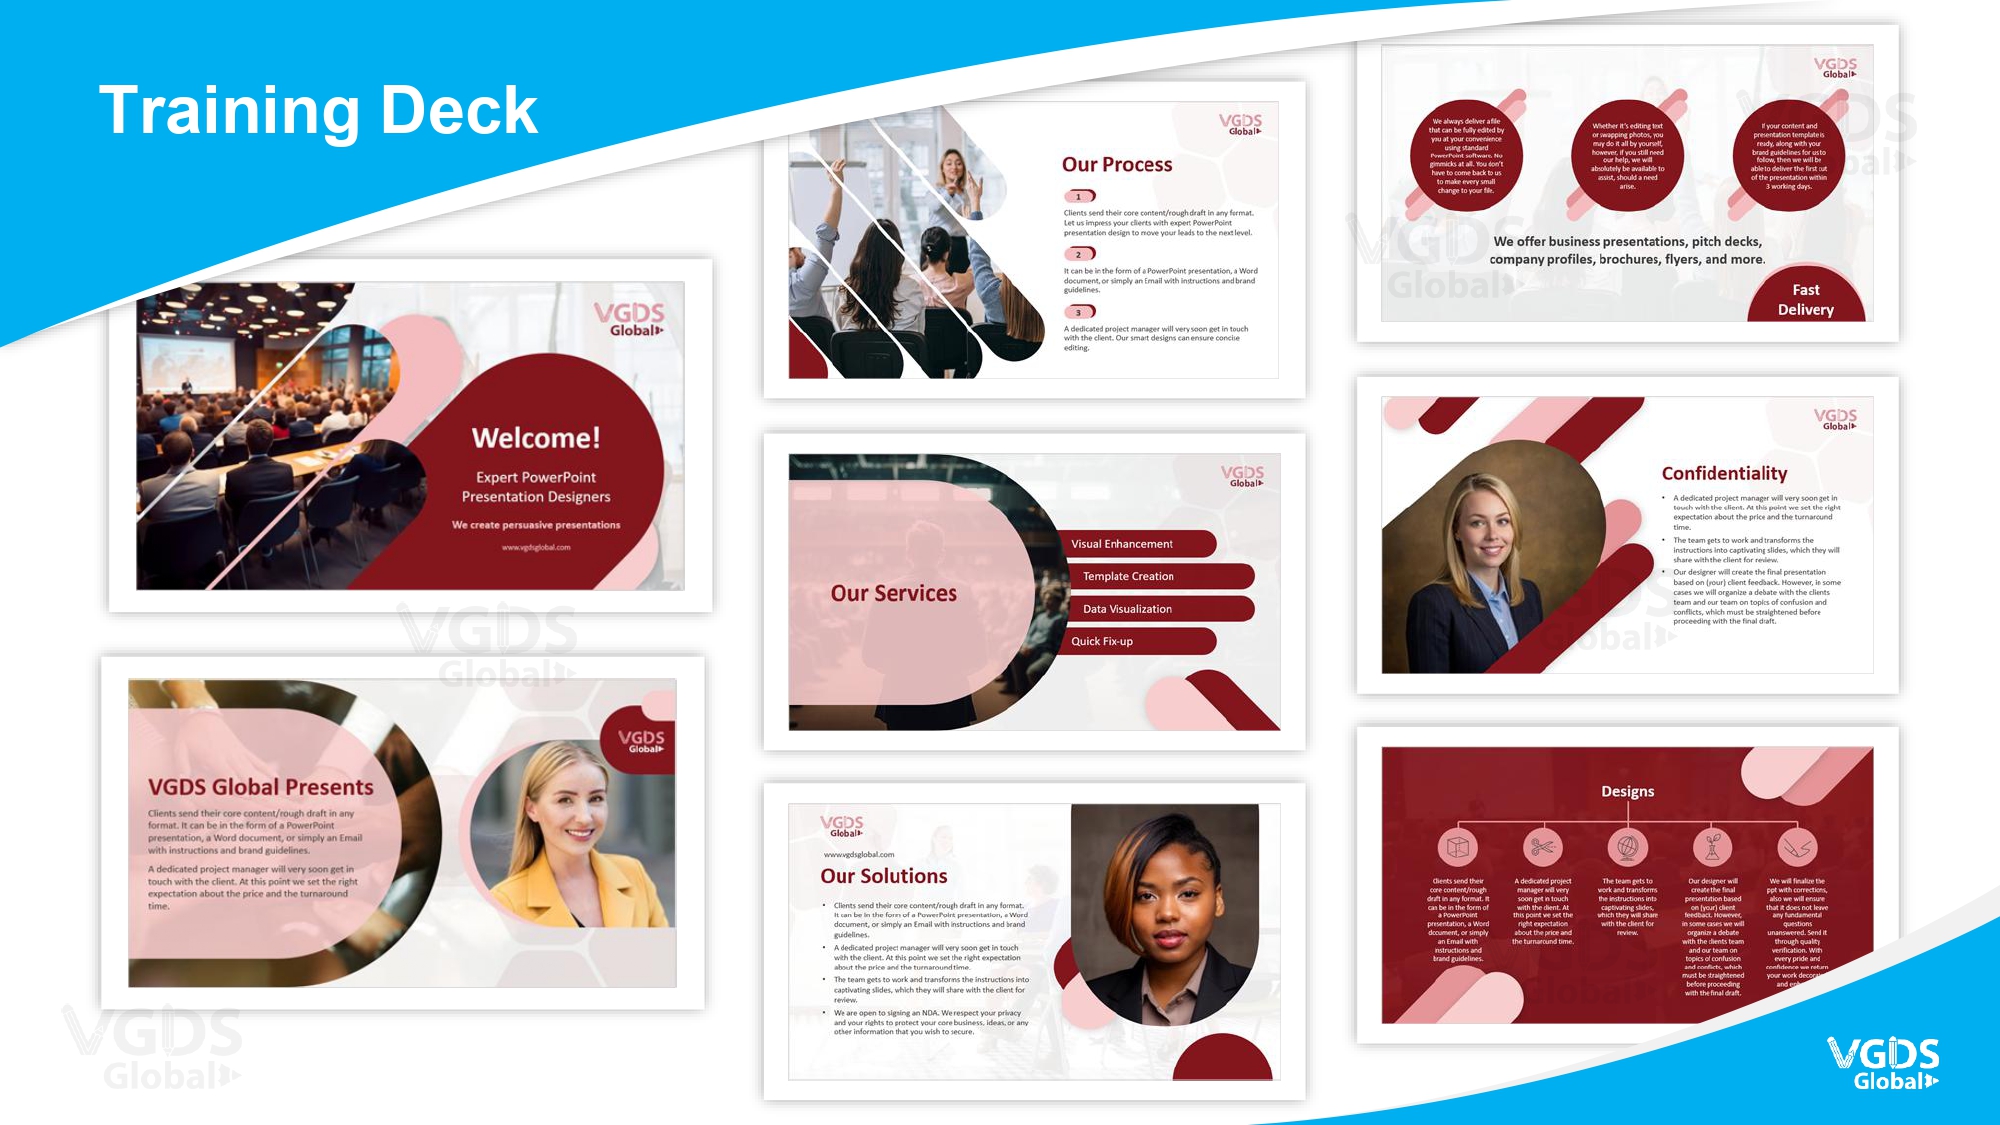 Training Deck
VGDS
Global
Welcome!
Expert PowerPoint
Presentation Designers
We create persuasive presentations
www.vgdsglobal.com
VGDS
Global
VGDS Global Presents
Clients send their core content/rough draft in any
format. It can be in the form of a PowerPoint
presentation, a Word document, or simply an Email
with instructions and brand guidelines.
A dedicated project manager will very soon get in
touch with the client. At this point we set the right
expectation about the price and the turnaround
time.
VGDS
Global
Our Process
1
Clients send their core content/rough draft in any format.
Let us impress your clients with expert PowerPoint
presentation design to move your leads to the next level.
2
It can be in the form of a PowerPoint presentation, a Word
document, or simply an Email with instructions and brand
guidelines.
3
A dedicated project manager will very soon get in touch
with the client. Our smart designs can ensure concise
editing.
VGDS
Global
Our Services
Visual Enhancement
Template Creation
Data Visualization
Quick Fix-up
VGDS
Global
www.vgdsglobal.com
Our Solutions
• Clients send their core content/rough draft in any format.
It can be in the form of a PowerPoint presentation, a Word
document, or simply an Email with instructions and brand
guidelines.
• A dedicated project manager will very soon get in touch
with the client. At this point we set the right expectation
about the price and the turnaround time.
• The team gets to work and transforms the instructions into
captivating slides, which they will share with the client for
review.
• We are open to signing an NDA. We respect your privacy
and your rights to protect your core business, ideas, or any
other information that you wish to secure.
VGDS
Global
We always deliver a file
that can be fully edited by
you at your convenience
using standard
PowerPoint software. No
gimmicks at all. You don't
have to come back to us
to make every small
change to your file.
Whether it's editing text
or swapping photos, you
may do it all by yourself,
however, if you still need
our help, we will
absolutely be available to
assist, should a need
arise.
If your content and
presentation template is
ready, along with your
brand guidelines for us to
follow, then we will be
able to deliver the first cut
of the presentation within
3 working days.
We offer business presentations, pitch decks,
company profiles, brochures, flyers, and more.
Fast
Delivery
VGDS
Global
Confidentiality
• A dedicated project manager will very soon get in
touch with the client. At this point we set the right
expectation about the price and the turnaround
time.
• The team gets to work and transforms the
instructions into captivating slides, which they will
share with the client for review.
• Our designer will create the final presentation
based on (your) client feedback. However, in some
cases we will organize a debate with the clients
team and our team on topics of confusion and
conflicts, which must be straightened before
proceeding with the final draft.
Designs
Clients send their
core content/rough
draft in any format. It
can be in the form of
a PowerPoint
presentation, a Word
document, or simply
an Email with
instructions and
brand guidelines.
A dedicated project
manager will very
soon get in touch
with the client. At
this point we set the
right expectation
about the price and
the turnaround time.
The team gets to
work and transforms
the instructions into
captivating slides,
which they will share
with the client for
review.
Our designer will
create the final
presentation based
on (your) client
feedback. However,
in some cases we will
organize a debate
with the clients team
and our team on
topics of confusion
and conflicts, which
must be straightened
before proceeding
with the final draft.
We will finalize the
ppt with corrections,
also we will ensure
that it does not leave
any fundamental
questions
unanswered. Send it
through quality
verification. With
every pride and
confidence we return
your work
and
VGDS
Global
VGDS
Global
VGDS
Global
VGDS
Global